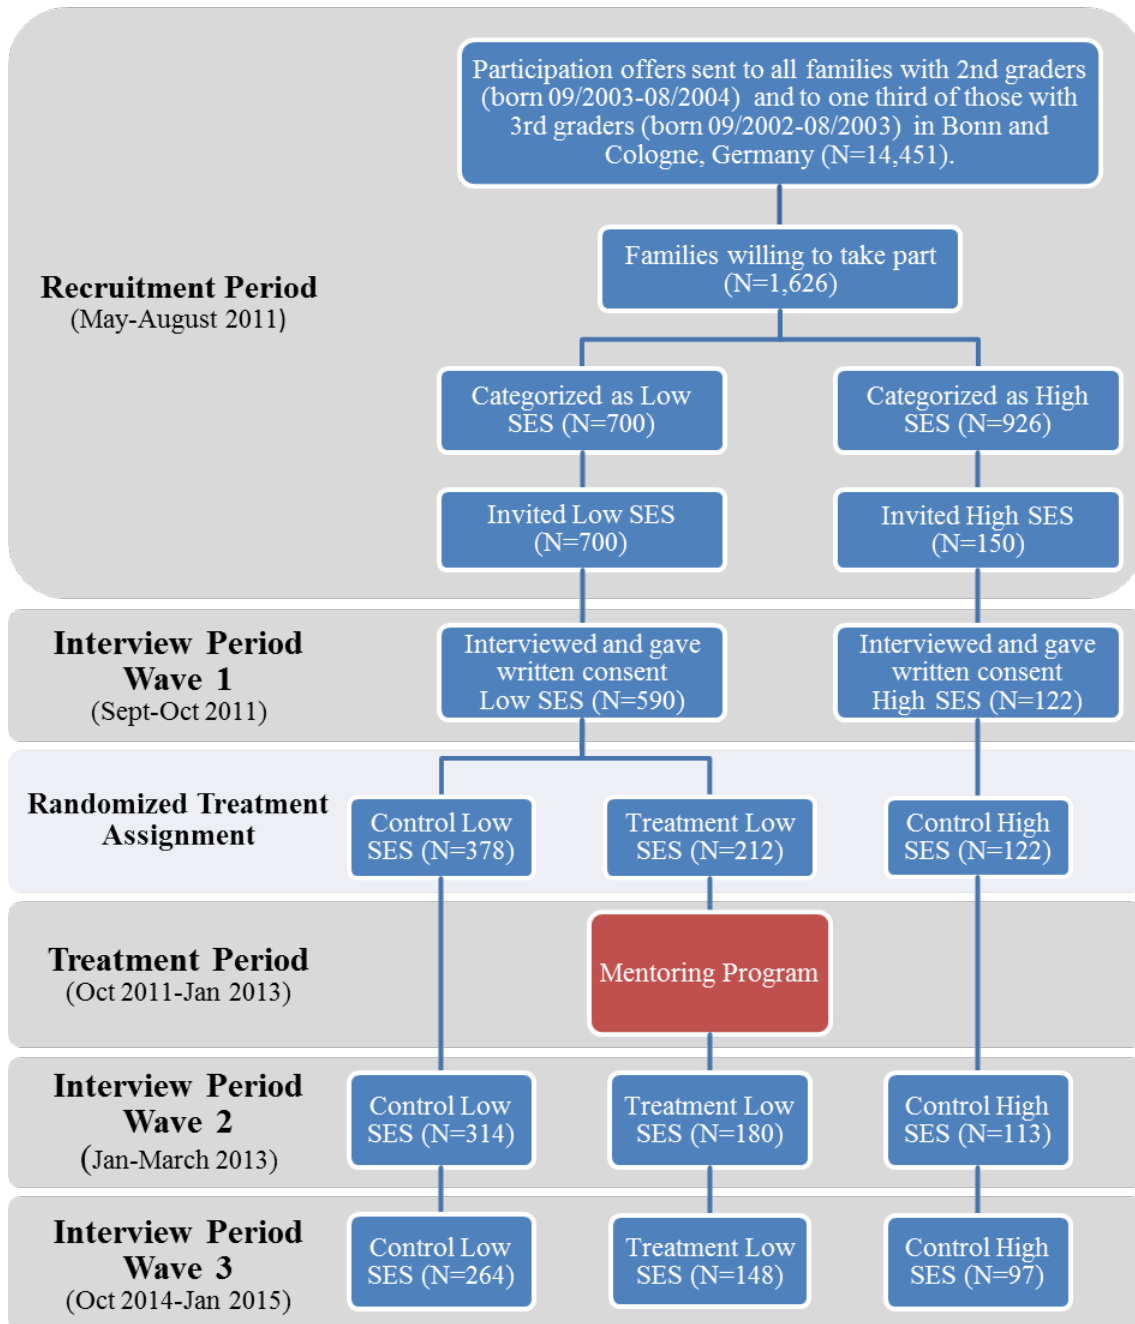 Participation offers sent to all families with 2nd graders
(born 09/2003-08/2004) and to one third of those with
3rd graders (born 09/2002-08/2003) in Bonn and
Cologne, Germany (N=14,451).
Families willing to take part
(N=1,626)
Recruitment Period
(May-August 2011)
Categorized as Low
SES (N=700)
Categorized as High
SES (N=926)
Invited Low SES
(N=700)
Invited High SES
(N=150)
Interview Period
Wave 1
(Sept-Oct 2011)
Interviewed and gave
written consent
Low SES (N=590)
Interviewed and gave
written consent
High SES (N=122)
Randomized Treatment
Assignment
Control Low
SES (N=378)
Treatment Low
SES (N=212)
Control High
SES (N=122)
Treatment Period
(Oct 2011-Jan 2013)
Mentoring Program
Interview Period
Wave 2
(Jan-March 2013)
Control Low
SES (N=314)
Treatment Low
SES (N=180)
Control High
SES (N=113)
Interview Period
Wave 3
(Oct 2014-Jan 2015)
Control Low
SES (N=264)
Treatment Low
SES (N=148)
Control High
SES (N=97)